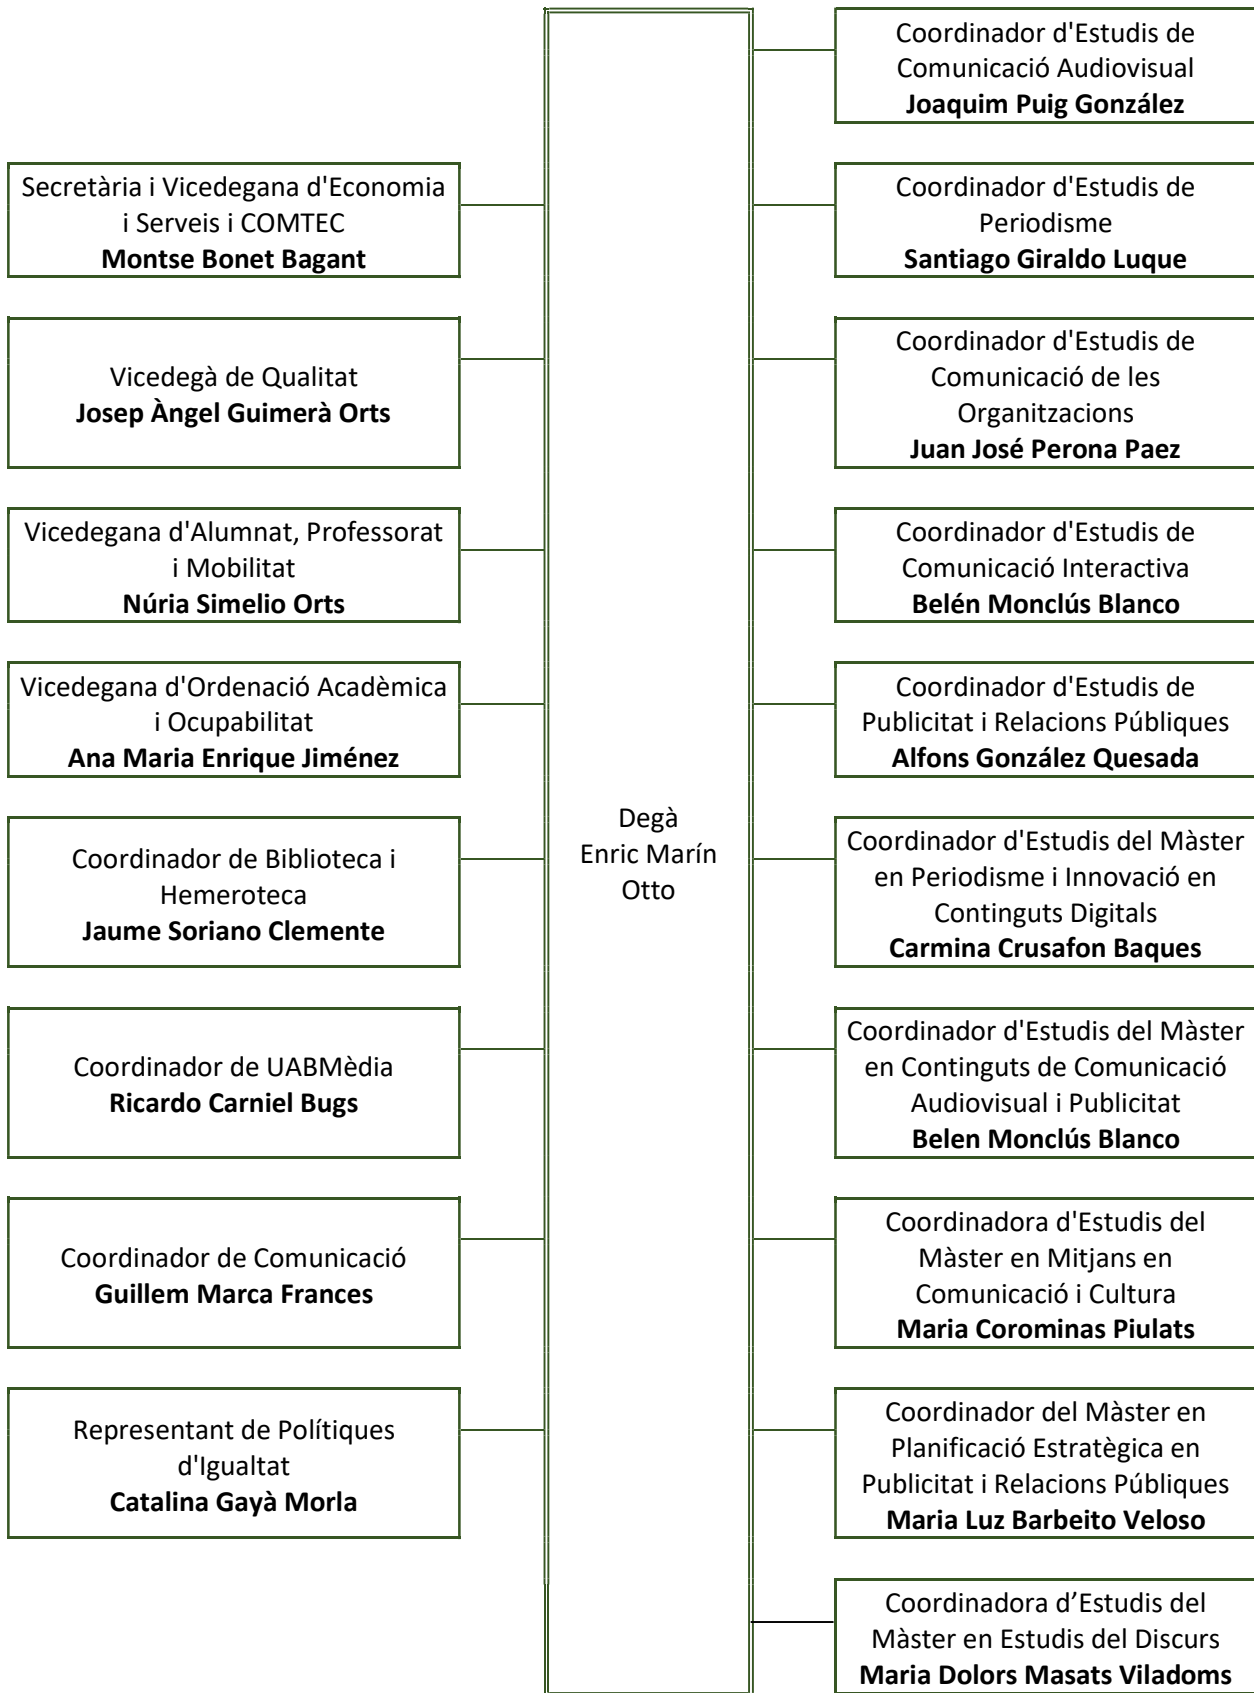 Coordinador d'Estudis de
Comunicació Audiovisual
Joaquim Puig González
Secretària i Vicedegana d'Economia
i Serveis i COMTEC
Montse Bonet Bagant
Coordinador d'Estudis de
Periodisme
Santiago Giraldo Luque
Vicedegà de Qualitat
Josep Àngel Guimerà Orts
Coordinador d'Estudis de
Comunicació de les
Organitzacions
Juan José Perona Paez
Vicedegana d'Alumnat, Professorat
i Mobilitat
Núria Simelio Orts
Coordinador d'Estudis de
Comunicació Interactiva
Belén Monclús Blanco
Vicedegana d'Ordenació Acadèmica
i Ocupabilitat
Ana Maria Enrique Jiménez
Coordinador d'Estudis de
Publicitat i Relacions Públiques
Alfons González Quesada
Degà
Enric Marín
Otto
Coordinador de Biblioteca i
Hemeroteca
Jaume Soriano Clemente
Coordinador d'Estudis del Màster
en Periodisme i Innovació en
Continguts Digitals
Carmina Crusafon Baques
Coordinador de UABMèdia
Ricardo Carniel Bugs
Coordinador d'Estudis del Màster
en Continguts de Comunicació
Audiovisual i Publicitat
Belen Monclús Blanco
Coordinador de Comunicació
Guillem Marca Frances
Coordinadora d'Estudis del
Màster en Mitjans en
Comunicació i Cultura
Maria Corominas Piulats
Representant de Polítiques
d'Igualtat
Catalina Gayà Morla
Coordinador del Màster en
Planificació Estratègica en
Publicitat i Relacions Públiques
Maria Luz Barbeito Veloso
Coordinadora d’Estudis del
Màster en Estudis del Discurs
Maria Dolors Masats Viladoms